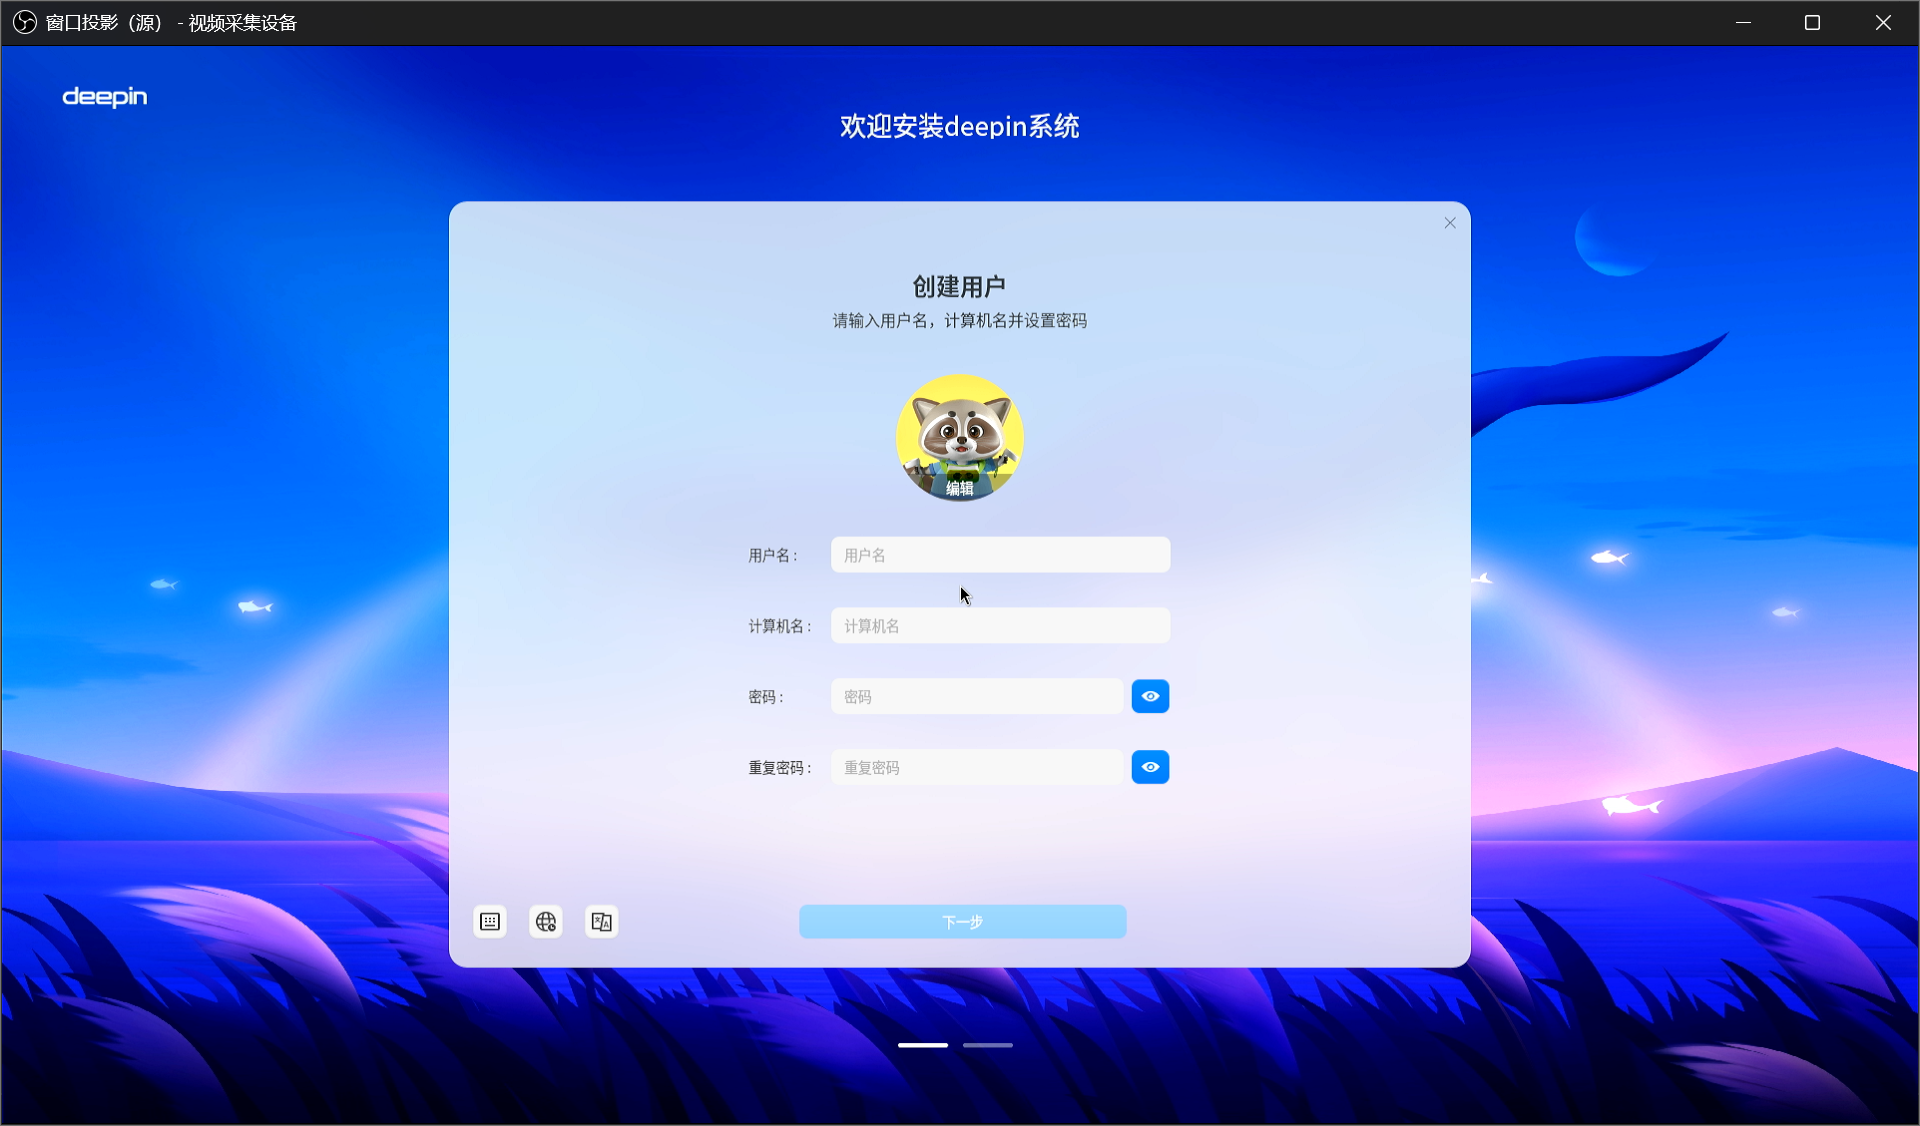 窗口投影（源） - 视频采集设备
deepin
欢迎安装deepin系统
创建用户
请输入用户名，计算机名并设置密码
编辑
用户名：
用户名
计算机名：
计算机名
密码：
密码
重复密码：
重复密码
下一步